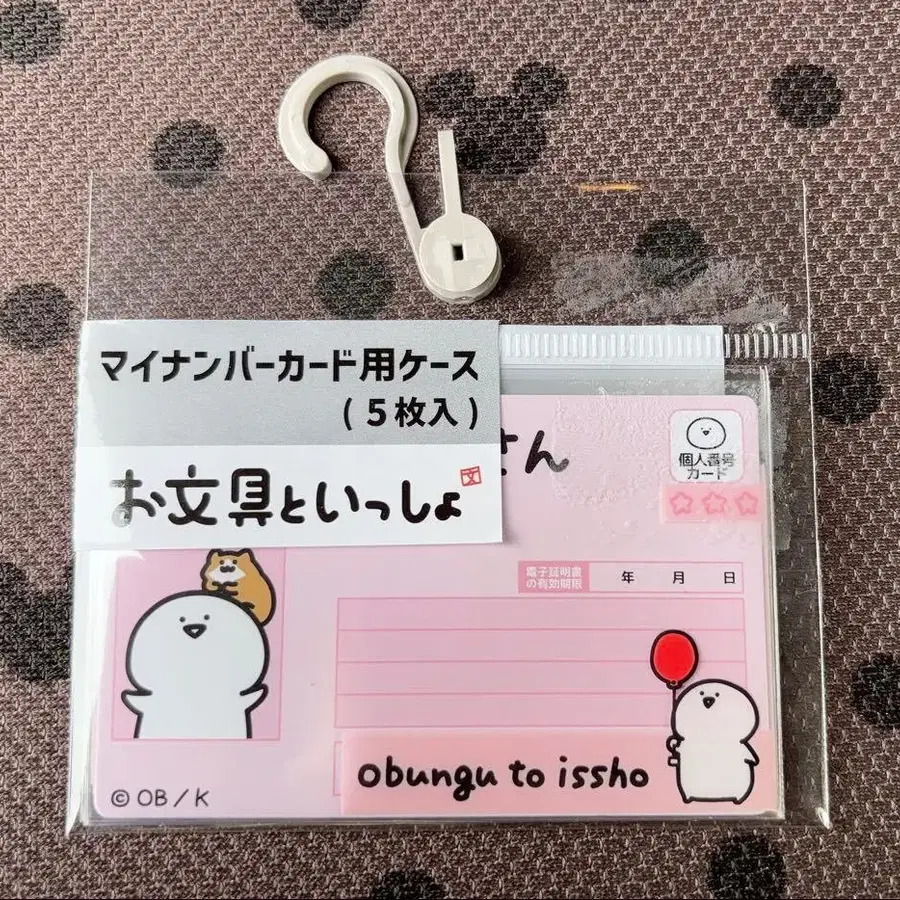 マイナンバーカード用ケース
(５枚入)
お文具といっしょ
文
さん
個人番号
カード
電子証明書
の有効期限
年 月 日
obungu to issho
© OB/K